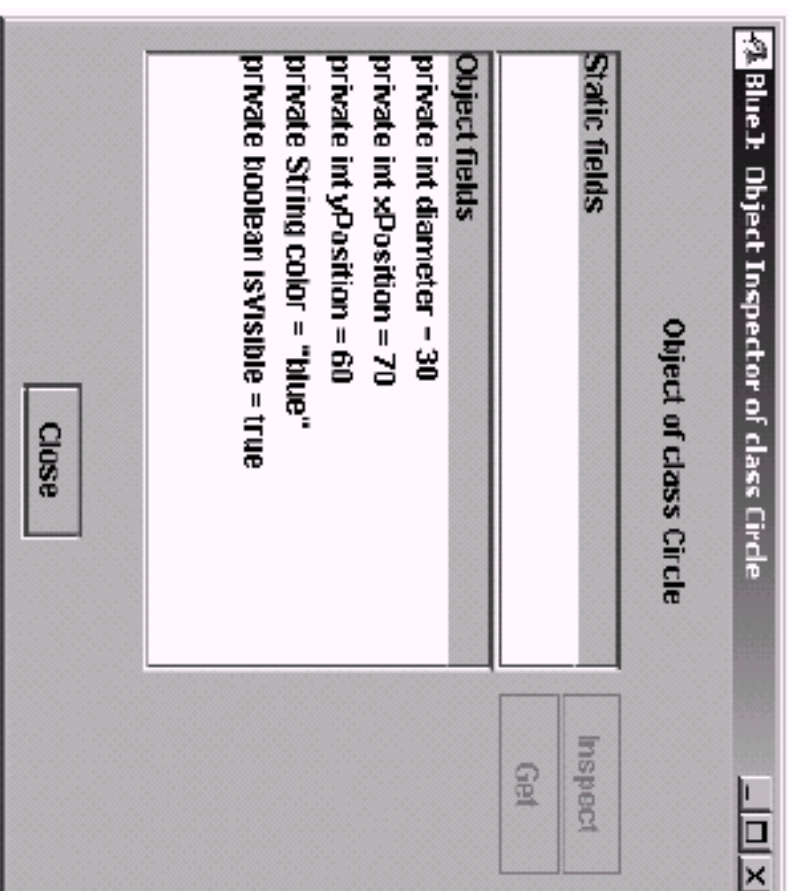 BlueJ: Object Inspector of class Circle
Object of class Circle
Static fields
Inspect
Get
Object fields
private int diameter = 30
private int xPosition = 70
private int yPosition = 60
private String color = "blue"
private boolean isVisible = true
Close